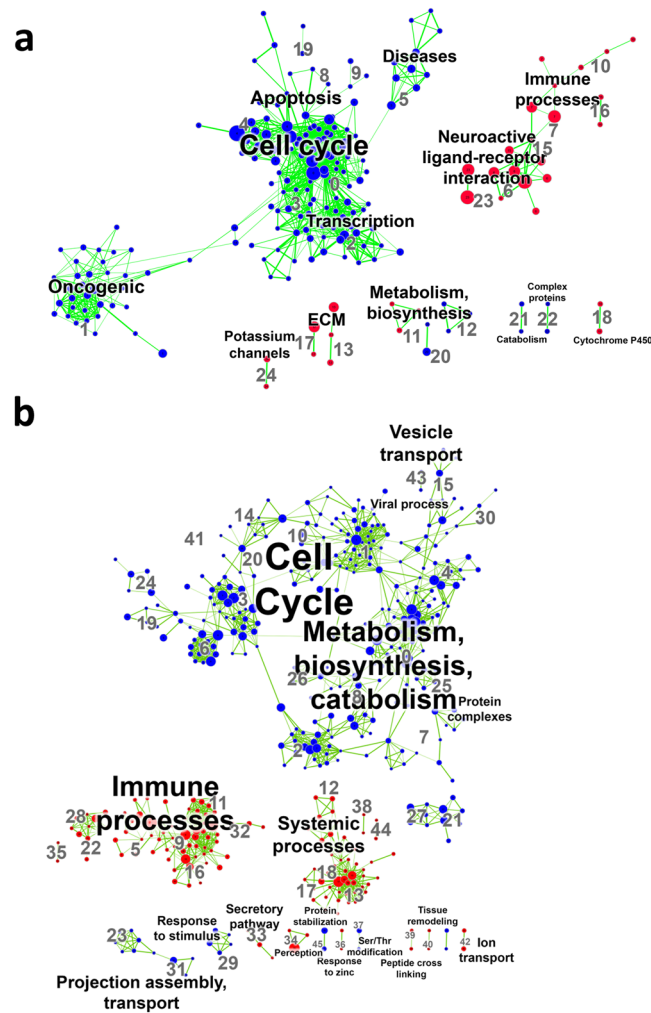 a
19
Diseases
8
9
10
Apoptosis
5
Immune
processes
16
4
Cell cycle
7
Neuroactive
15
ligand-receptor
interaction
0
6
3
23
Transcription
2
Oncogenic
1
Metabolism,
biosynthesis
Complex
proteins
ECM
Potassium
channels
17
13
11
12
20
21
22
18
Catabolism
Cytochrome P450
24
b
Vesicle
transport
43
15
14
Viral process
30
10
41
1
20
Cell
4
24
3
Cycle
19
Metabolism,
6
biosynthesis,
0
26
25
8
catabolism
Protein
complexes
2
7
Immune
processes
11
12
38
27
21
28
Systemic
processes
32
44
22
5
9
35
16
18
17
13
Secretory
pathway
Protein
stabilization
37
Tissue
remodeling
23
Response
to stimulus
33
34
45
36
Ser/Thr
modification
39
40
42
Ion
transport
Perception
Response
to zinc
Peptide cross
linking
31
29
Projection assembly,
transport